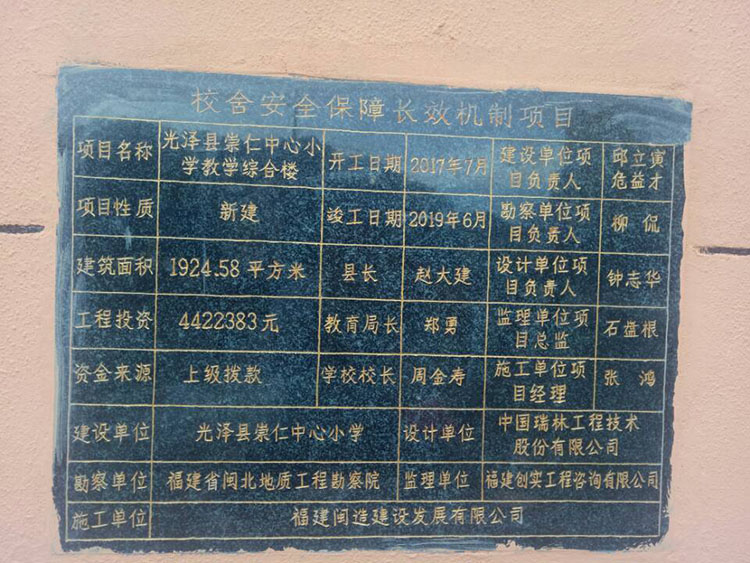 校舍安全保障长效机制项目
项目名称 光泽县崇仁中心小学教学综合楼 开工日期 2017年7月 建设单位项目负责人 邱立寅 危益才
项目性质 新建 竣工日期 2019年6月 勘察单位项目负责人 柳侃
建筑面积 1924.58平方米 县长 赵大建 设计单位项目负责人 钟志华
工程投资 4422383元 教育局长 郑勇 监理单位项目总监 石盘根
资金来源 上级拨款 学校校长 周金寿 施工单位项目经理 张鸿
建设单位 光泽县崇仁中心小学 设计单位 中国瑞林工程技术股份有限公司
勘察单位 福建省闽北地质工程勘察院 监理单位 福建创实工程咨询有限公司
施工单位 福建闽造建设发展有限公司